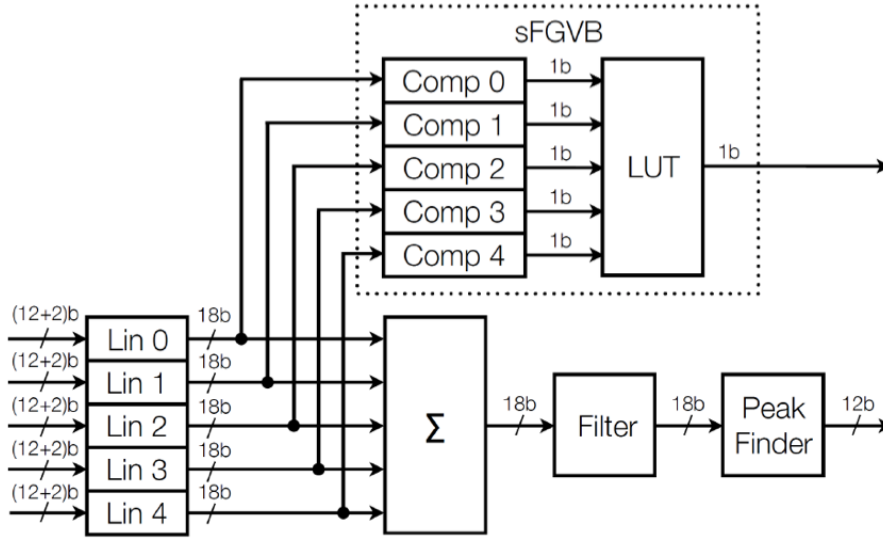 sFGVB
Comp 0
1b
Comp 1
1b
Comp 2
1b
LUT
1b
Comp 3
1b
Comp 4
1b
(12+2)b
Lin 0
18b
(12+2)b
Lin 1
18b
(12+2)b
Lin 2
18b
(12+2)b
Lin 3
18b
(12+2)b
Lin 4
18b
Σ
18b
Filter
18b
Peak
Finder
12b